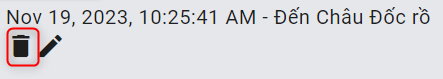 Nov 19, 2023, 10:25:41 AM - Đến Châu Đốc rồ